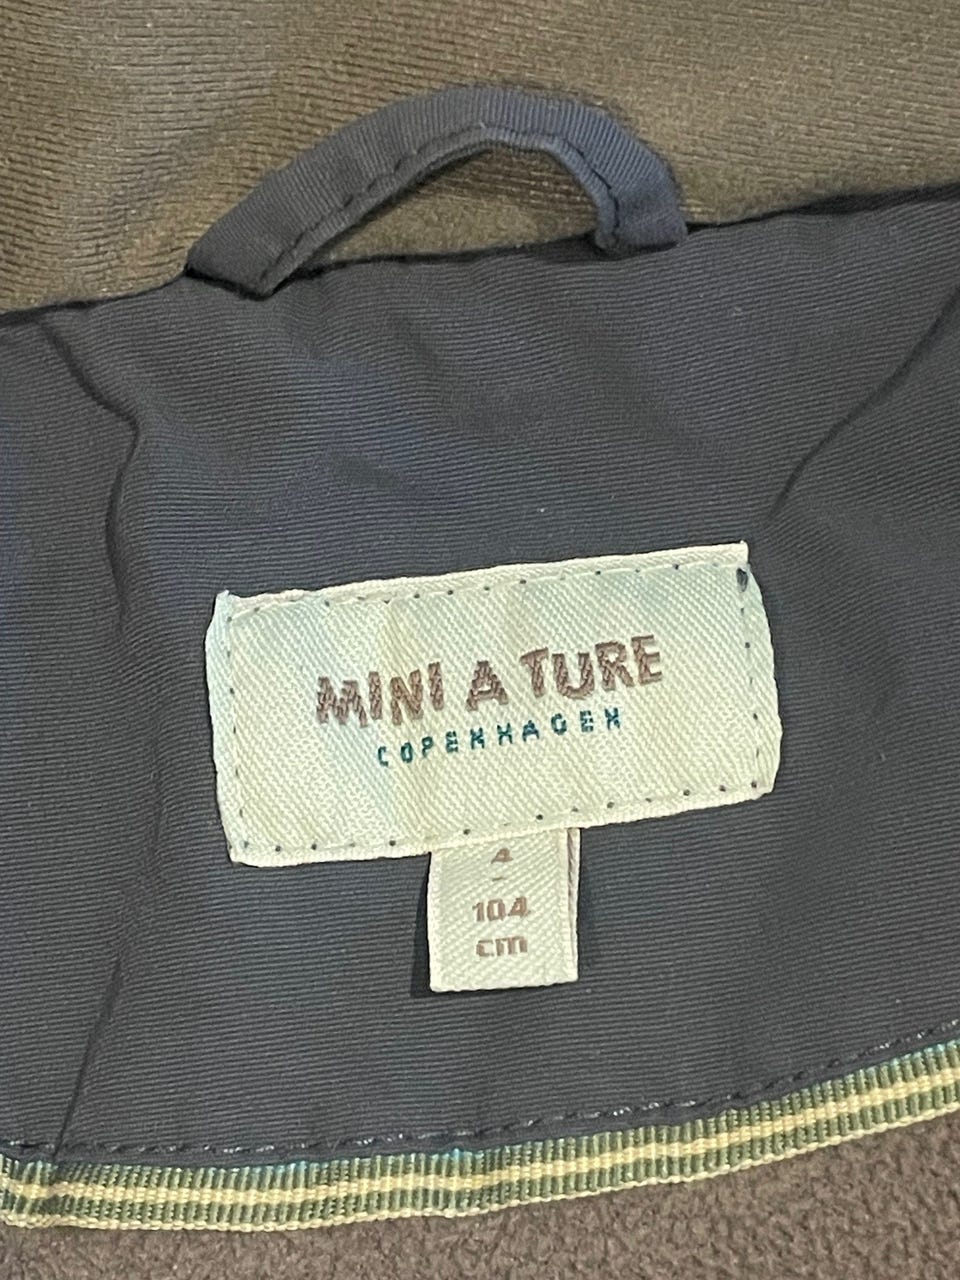 MINI A TURE
COPENHAGEN
4
-
104
cm